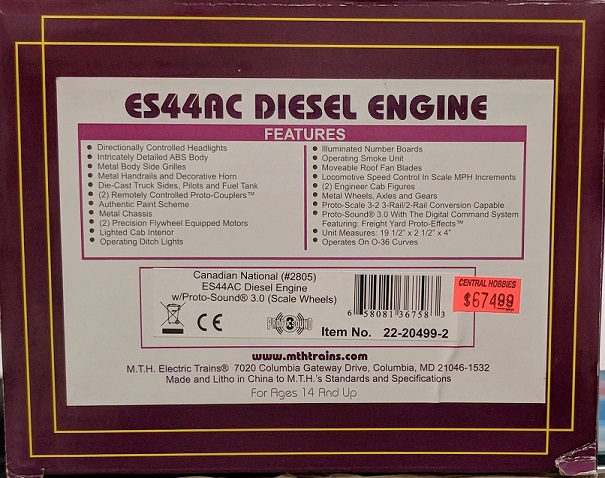 ES44AC DIESEL ENGINE
FEATURES
Directionally Controlled Headlights
Intricately Detailed ABS Body
Metal Body Side Grilles
Metal Handrails and Decorative Horn
Die-Cast Truck Sides, Pilots and Fuel Tank
(2) Remotely Controlled Proto-Couplers™
Authentic Paint Scheme
Metal Chassis
(2) Precision Flywheel Equipped Motors
Lighted Cab Interior
Operating Ditch Lights
Illuminated Number Boards
Operating Smoke Unit
Moveable Roof Fan Blades
Locomotive Speed Control In Scale MPH Increments
(2) Engineer Cab Figures
Metal Wheels, Axles and Gears
Proto-Scale 3-2 3-Rail/2-Rail Conversion Capable
Proto-Sound® 3.0 With The Digital Command System
Featuring: Freight Yard Proto-Effects™
Unit Measures: 19 1/2" x 2 1/2" x 4"
Operates On O-36 Curves
Canadian National (#2805)
ES44AC Diesel Engine
w/Proto-Sound® 3.0 (Scale Wheels)
CE
6 58081 36758 3
Item No. 22-20499-2
CENTRAL HOBBIES
$67499
www.mthtrains.com
M.T.H. Electric Trains® 7020 Columbia Gateway Drive, Columbia, MD 21046-1532
Made and Litho in China to M.T.H.'s Standards and Specifications
For Ages 14 And Up